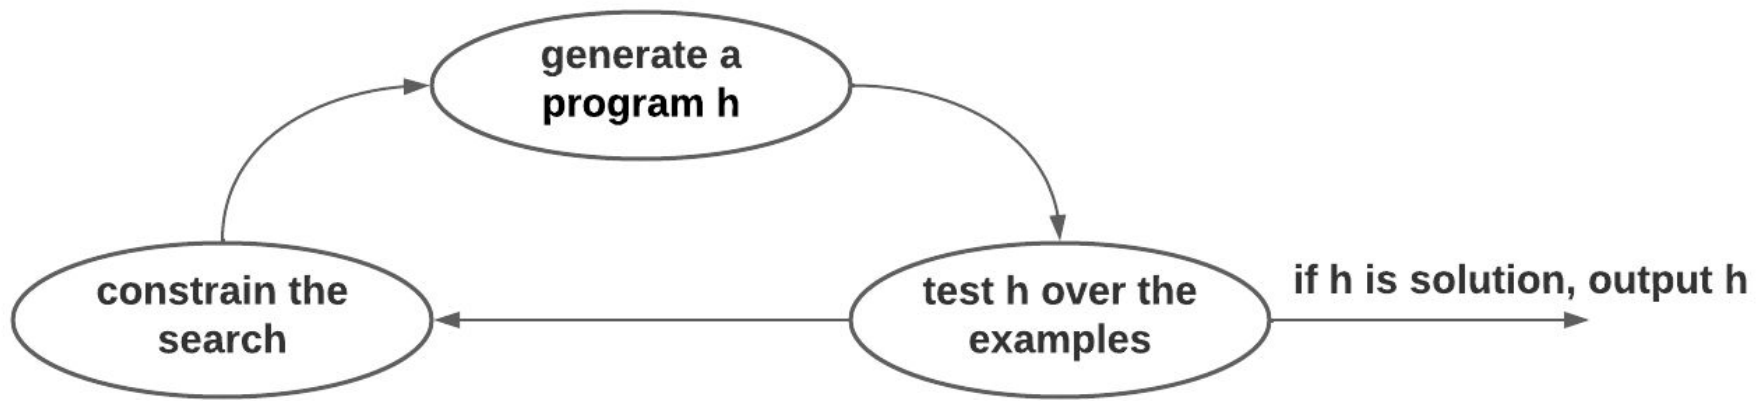 generate a
program h
constrain the
search
test h over the
examples
if h is solution, output h